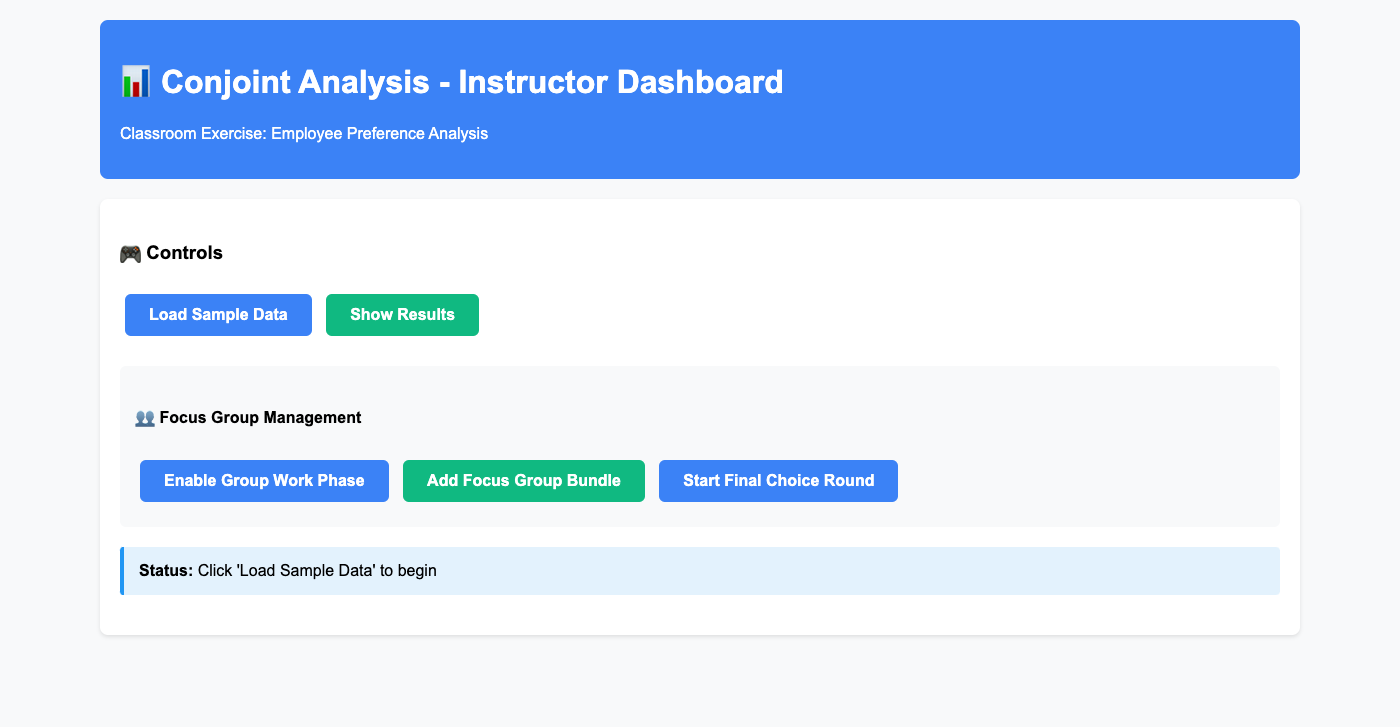 Conjoint Analysis - Instructor Dashboard
Classroom Exercise: Employee Preference Analysis
Controls
Load Sample Data
Show Results
Focus Group Management
Enable Group Work Phase
Add Focus Group Bundle
Start Final Choice Round
Status: Click 'Load Sample Data' to begin